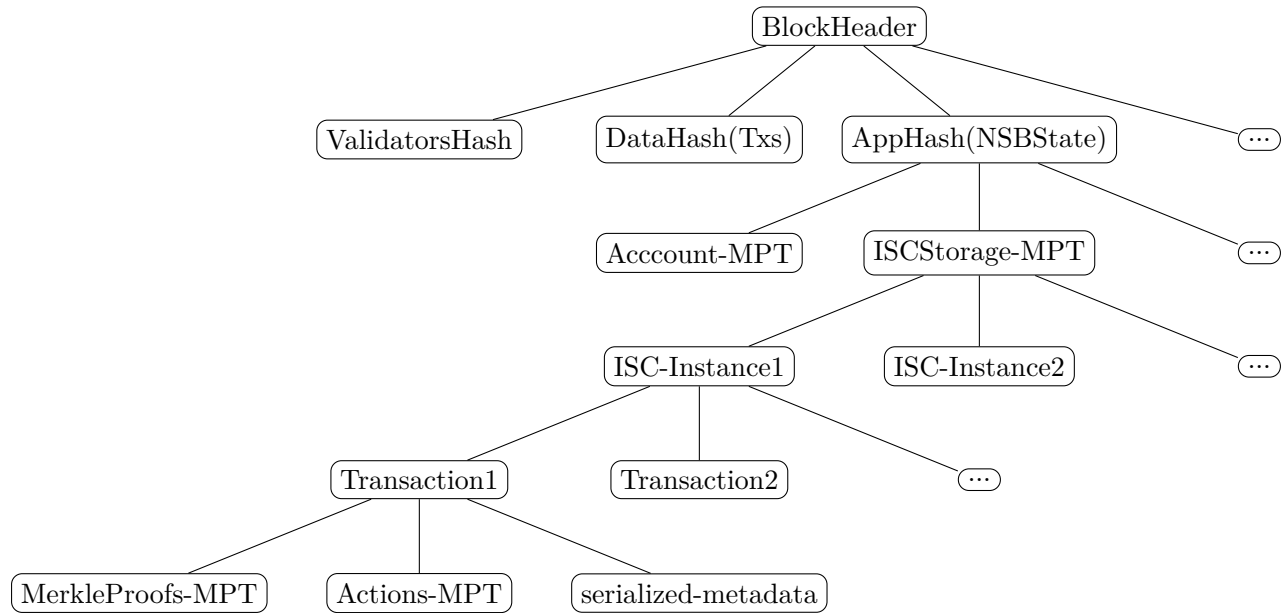 BlockHeader
ValidatorsHash
DataHash(Txs)
AppHash(NSBState)
...
Acccount-MPT
ISCStorage-MPT
...
ISC-Instance1
ISC-Instance2
...
Transaction1
Transaction2
...
MerkleProofs-MPT
Actions-MPT
serialized-metadata